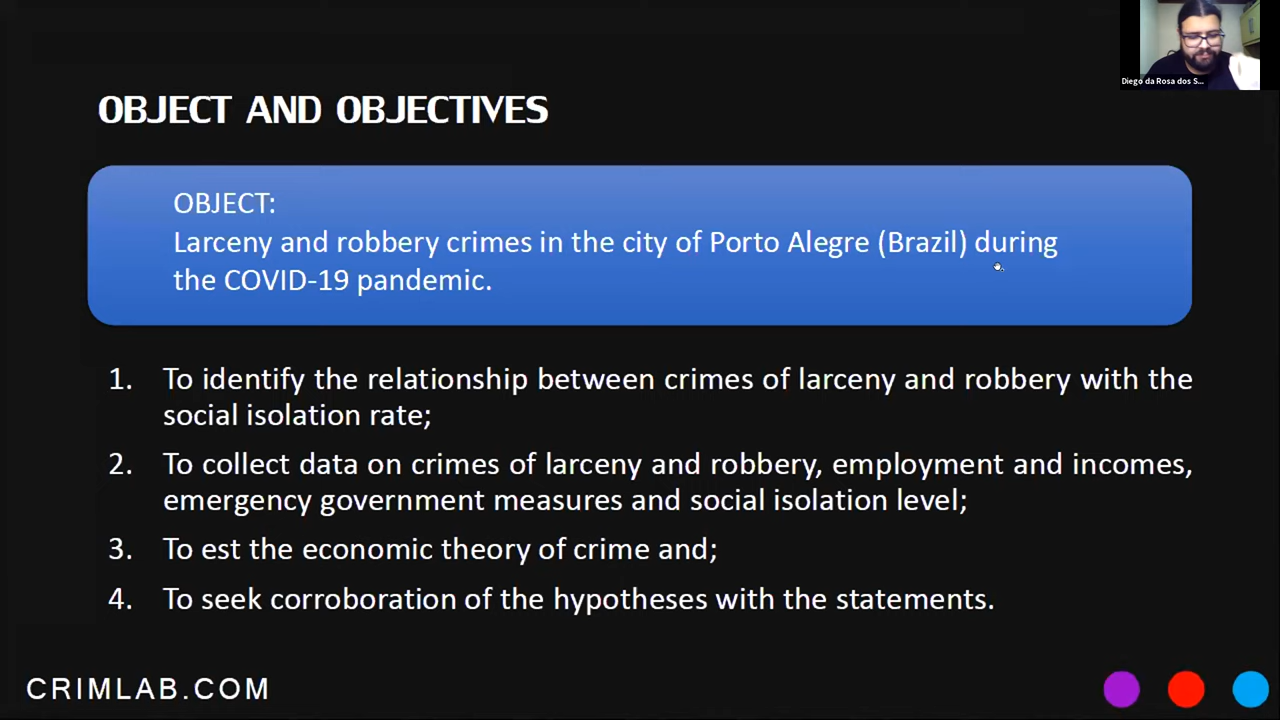 Diego da Rosa dos S...
OBJECT AND OBJECTIVES
OBJECT:
Larceny and robbery crimes in the city of Porto Alegre (Brazil) during
the COVID-19 pandemic.
1. To identify the relationship between crimes of larceny and robbery with the
social isolation rate;
2. To collect data on crimes of larceny and robbery, employment and incomes,
emergency government measures and social isolation level;
3. To est the economic theory of crime and;
4. To seek corroboration of the hypotheses with the statements.
CRIMLAB.COM